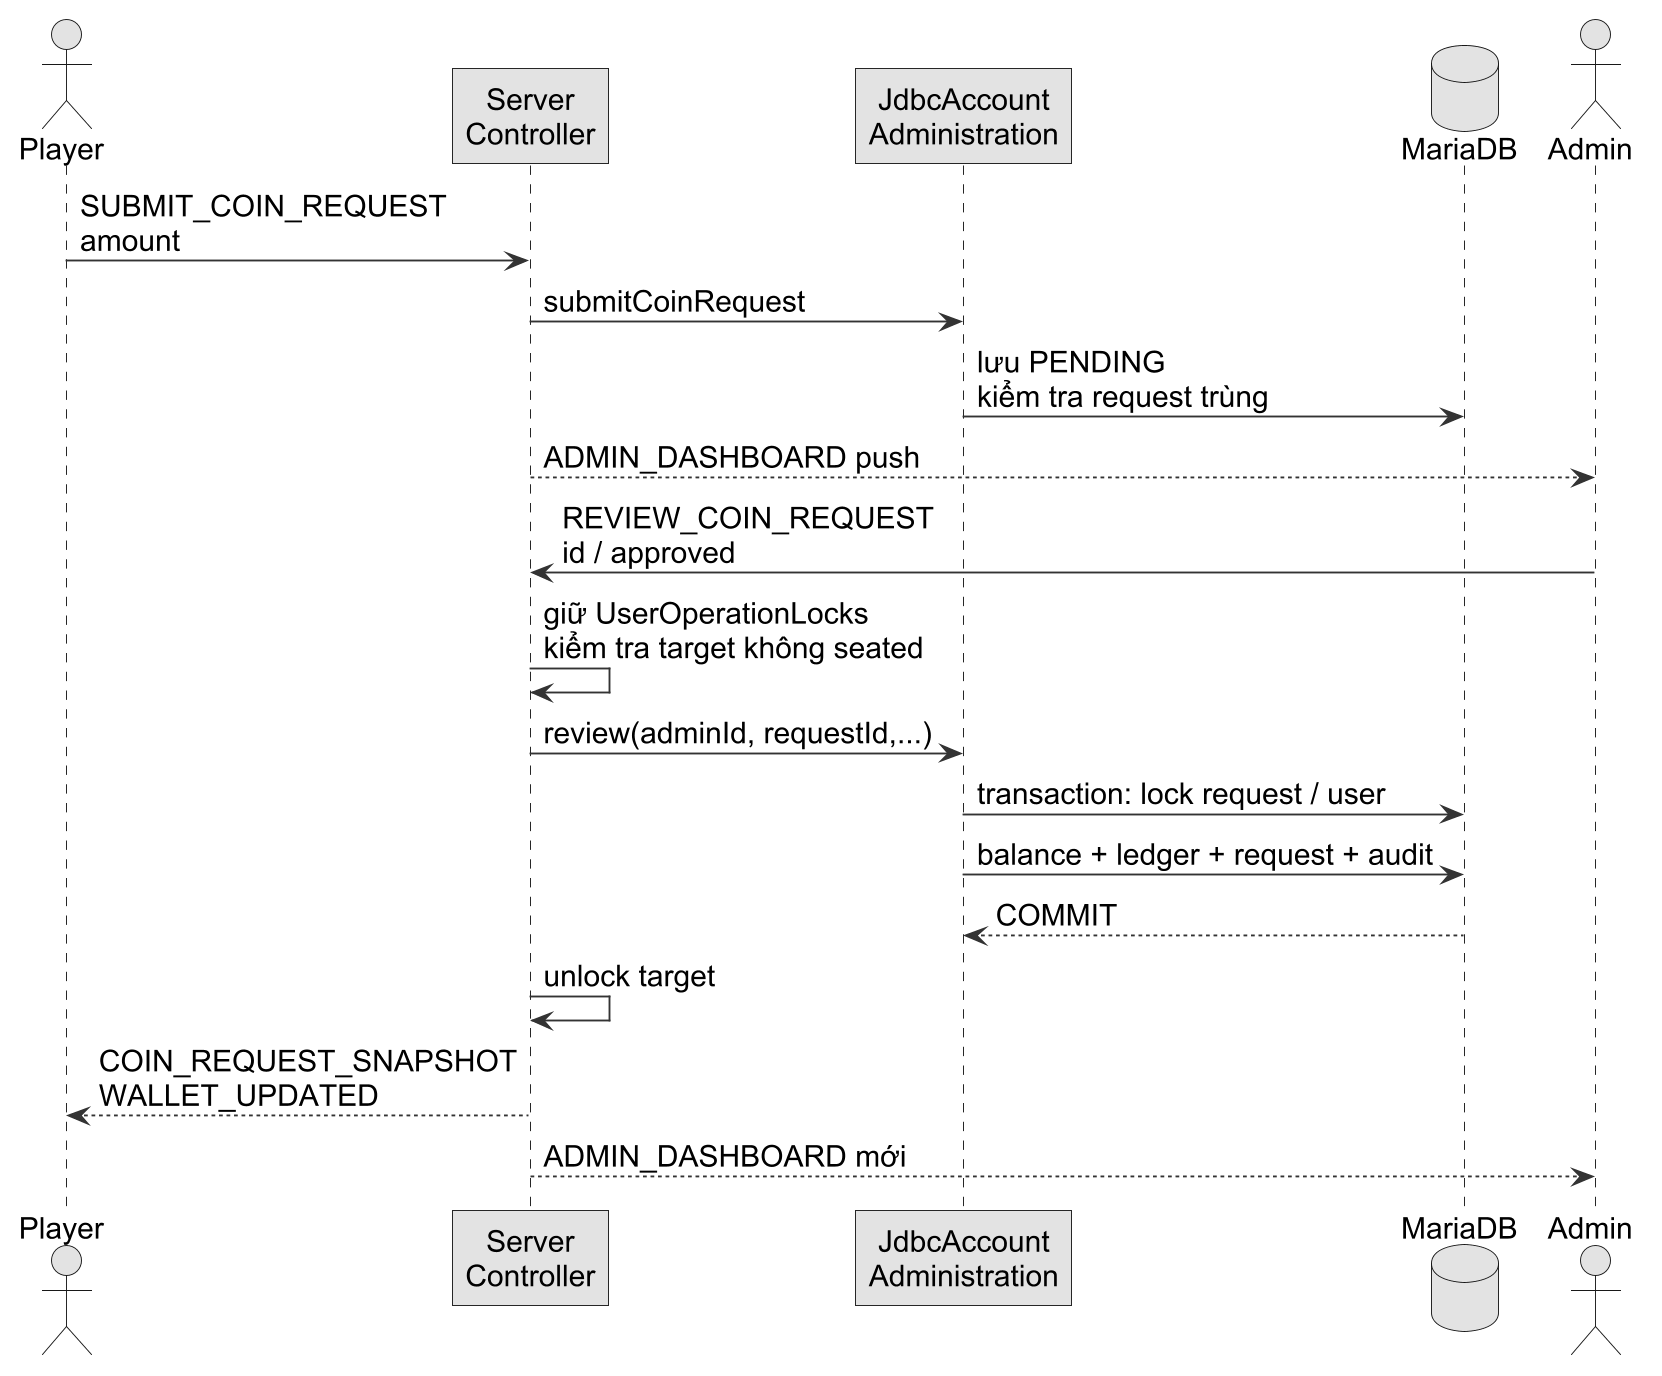 Player
Server
Controller
JdbcAccount
Administration
MariaDB
Admin
SUBMIT_COIN_REQUEST
amount
submitCoinRequest
lưu PENDING
kiểm tra request trùng
ADMIN_DASHBOARD push
REVIEW_COIN_REQUEST
id / approved
giữ UserOperationLocks
kiểm tra target không seated
review(adminId, requestId,...)
transaction: lock request / user
balance + ledger + request + audit
COMMIT
unlock target
COIN_REQUEST_SNAPSHOT
WALLET_UPDATED
ADMIN_DASHBOARD mới
Player
Server
Controller
JdbcAccount
Administration
MariaDB
Admin